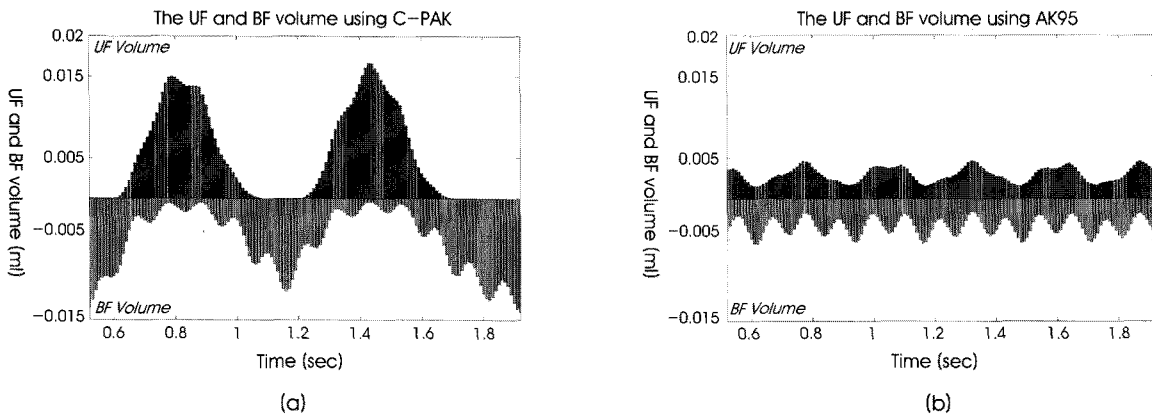 The UF and BF volume using C-PAK
UF and BF volume (ml)
0.02
0.015
0.005
-0.005
-0.015
UF Volume
BF Volume
0.6 0.8 1 1.2 1.4 1.6 1.8
Time (sec)
(a)
The UF and BF volume using AK95
UF and BF volume (ml)
0.02
0.015
0.005
-0.005
-0.015
UF Volume
BF Volume
0.6 0.8 1 1.2 1.4 1.6 1.8
Time (sec)
(b)